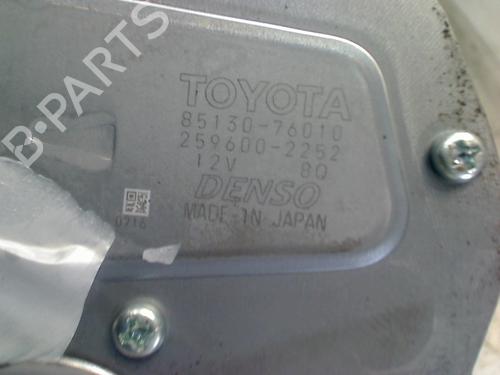 B-PARTS
TOYOTA
85130-76010
259600-2252
12V 8Q
DENSO
MADE IN JAPAN
0716